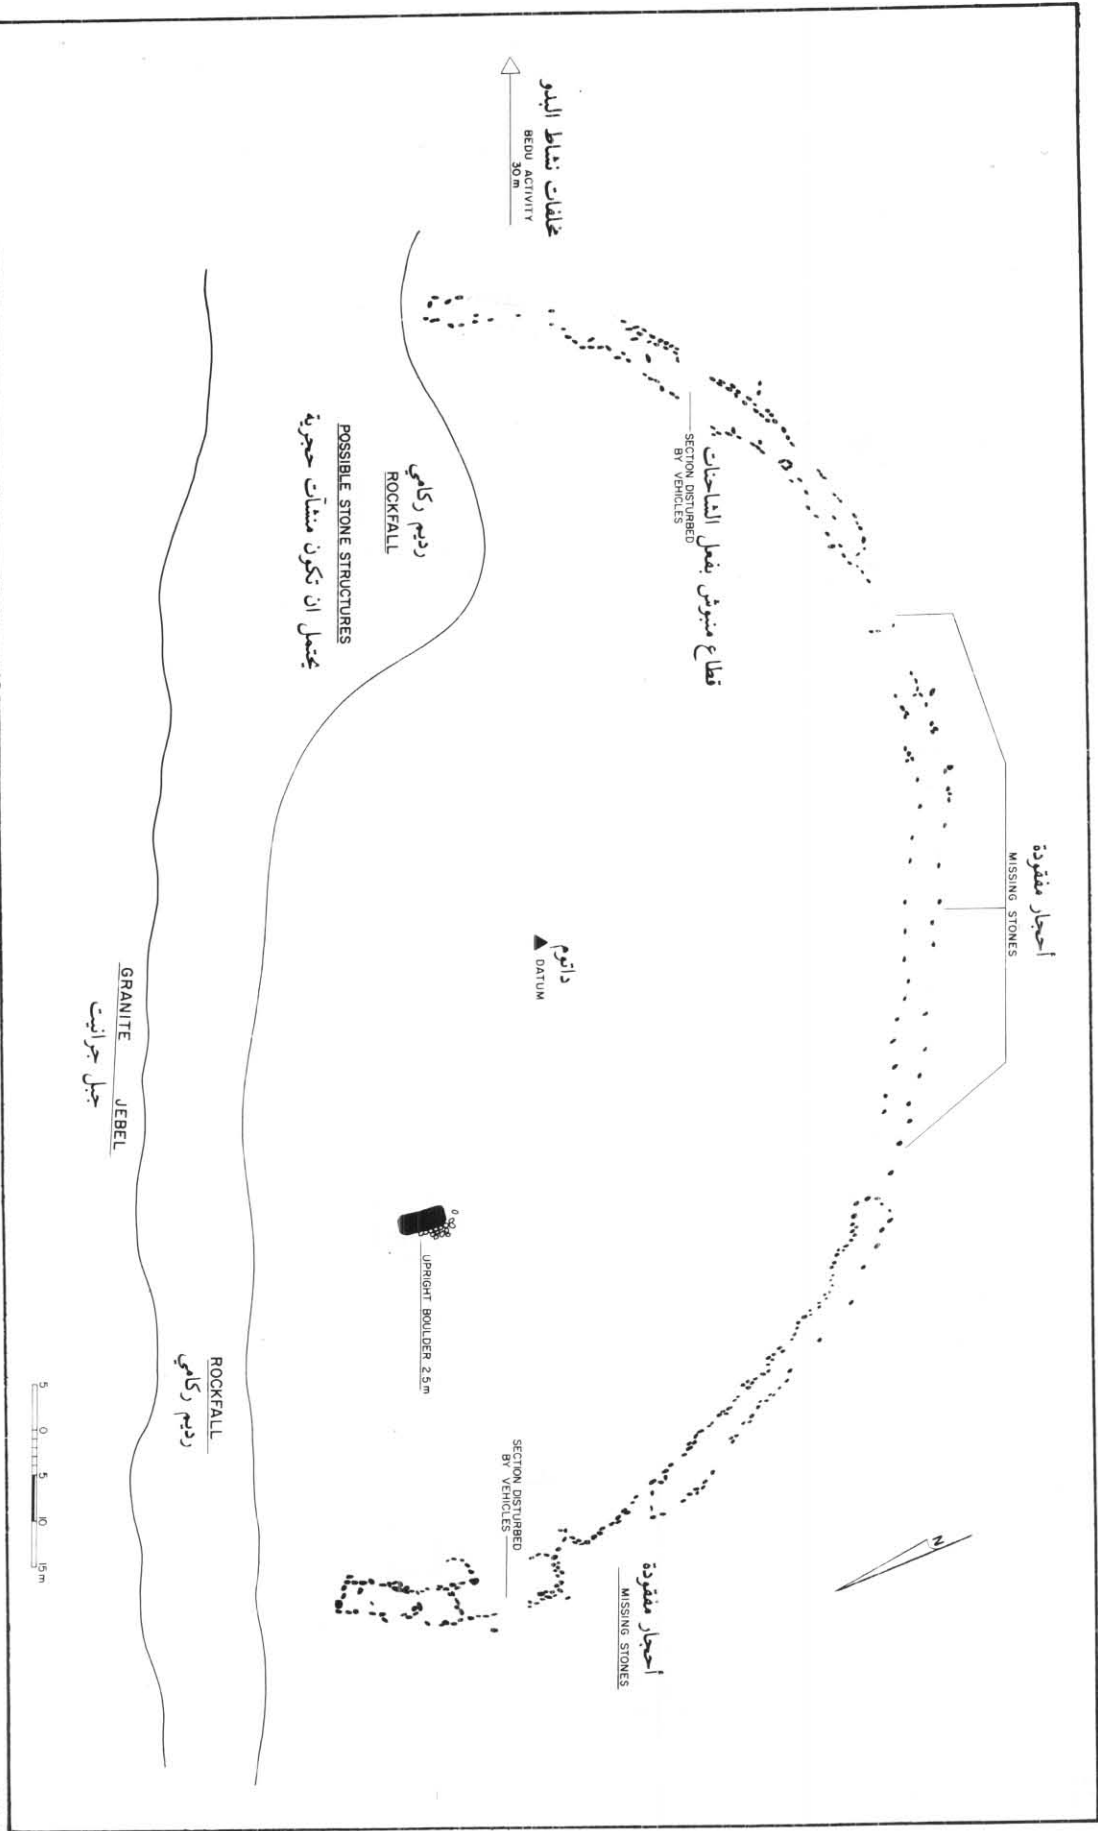 أحجار مفقودة
MISSING STONES
مخلفات نشاط البدو
BEDU ACTIVITY
30 m
قطاع منبوش بفعل الشاحنات
SECTION DISTURBED
BY VEHICLES
داتوم
DATUM
N
أحجار مفقودة
MISSING STONES
رديم ركامي
ROCKFALL
POSSIBLE STONE STRUCTURES
يحتمل ان تكون منشآت حجرية
UPRIGHT BOULDER 2.5 m
SECTION DISTURBED
BY VEHICLES
ROCKFALL
رديم ركامي
GRANITE JEBEL
جبل جرانيت
5 0 5 10 15 m